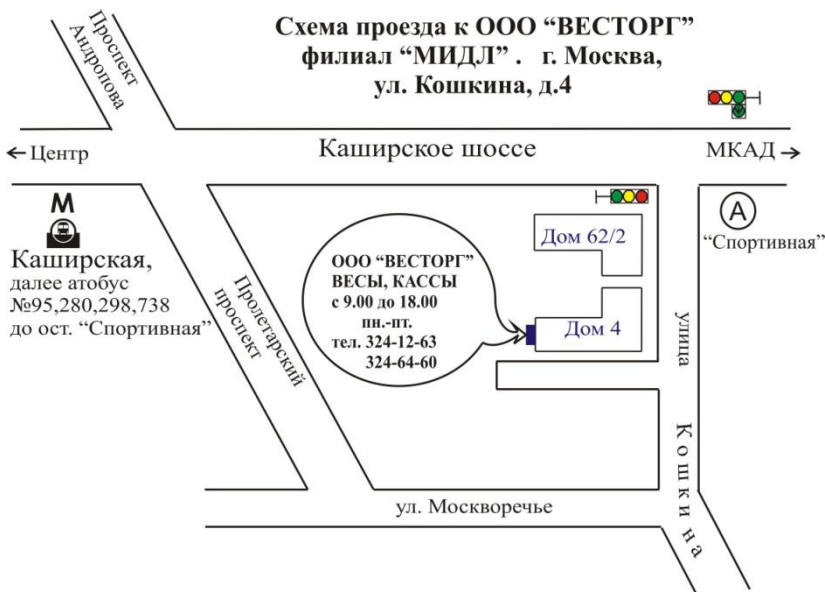 Схема проезда к ООО “ВЕСТОРГ”
филиал “МИДЛ” . г. Москва,
ул. Кошкина, д.4
Проспект
Андропова
← Центр
Каширское шоссе
МКАД →
М
Каширская,
далее атобус
№95,280,298,738
до ост. “Спортивная”
А
“Спортивная”
Дом 62/2
ООО “ВЕСТОРГ”
ВЕСЫ, КАССЫ
с 9.00 до 18.00
пн.-пт.
тел. 324-12-63
324-64-60
Дом 4
Пролетарский
проспект
улица Кошкина
ул. Москворечье